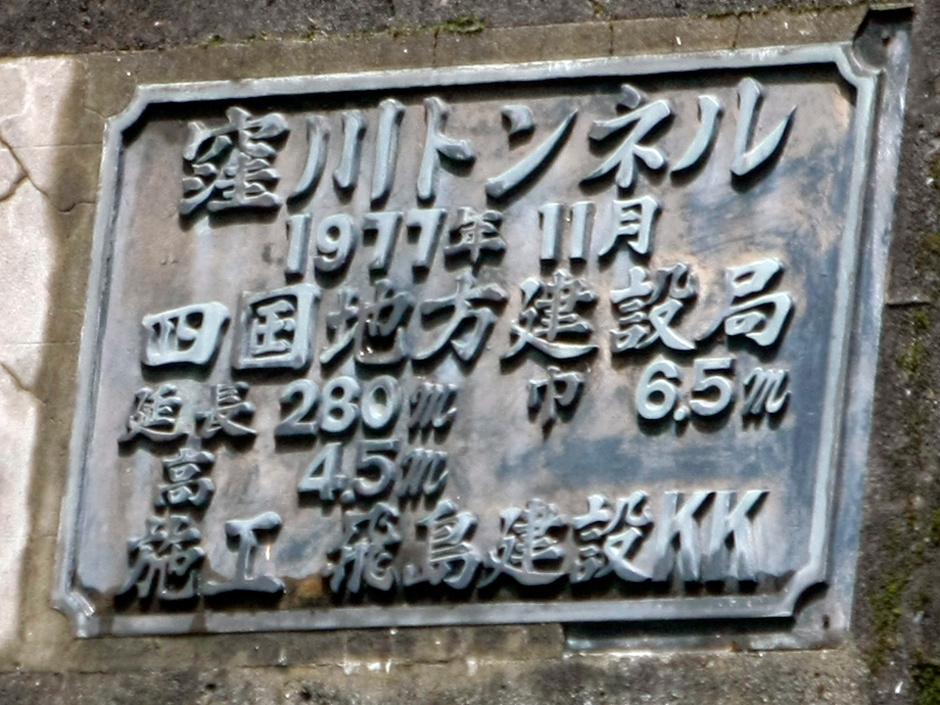 窪川トンネル
1977年 11月
四国地方建設局
延長 280m 巾 6.5m
高 4.5m
施工 飛島建設KK